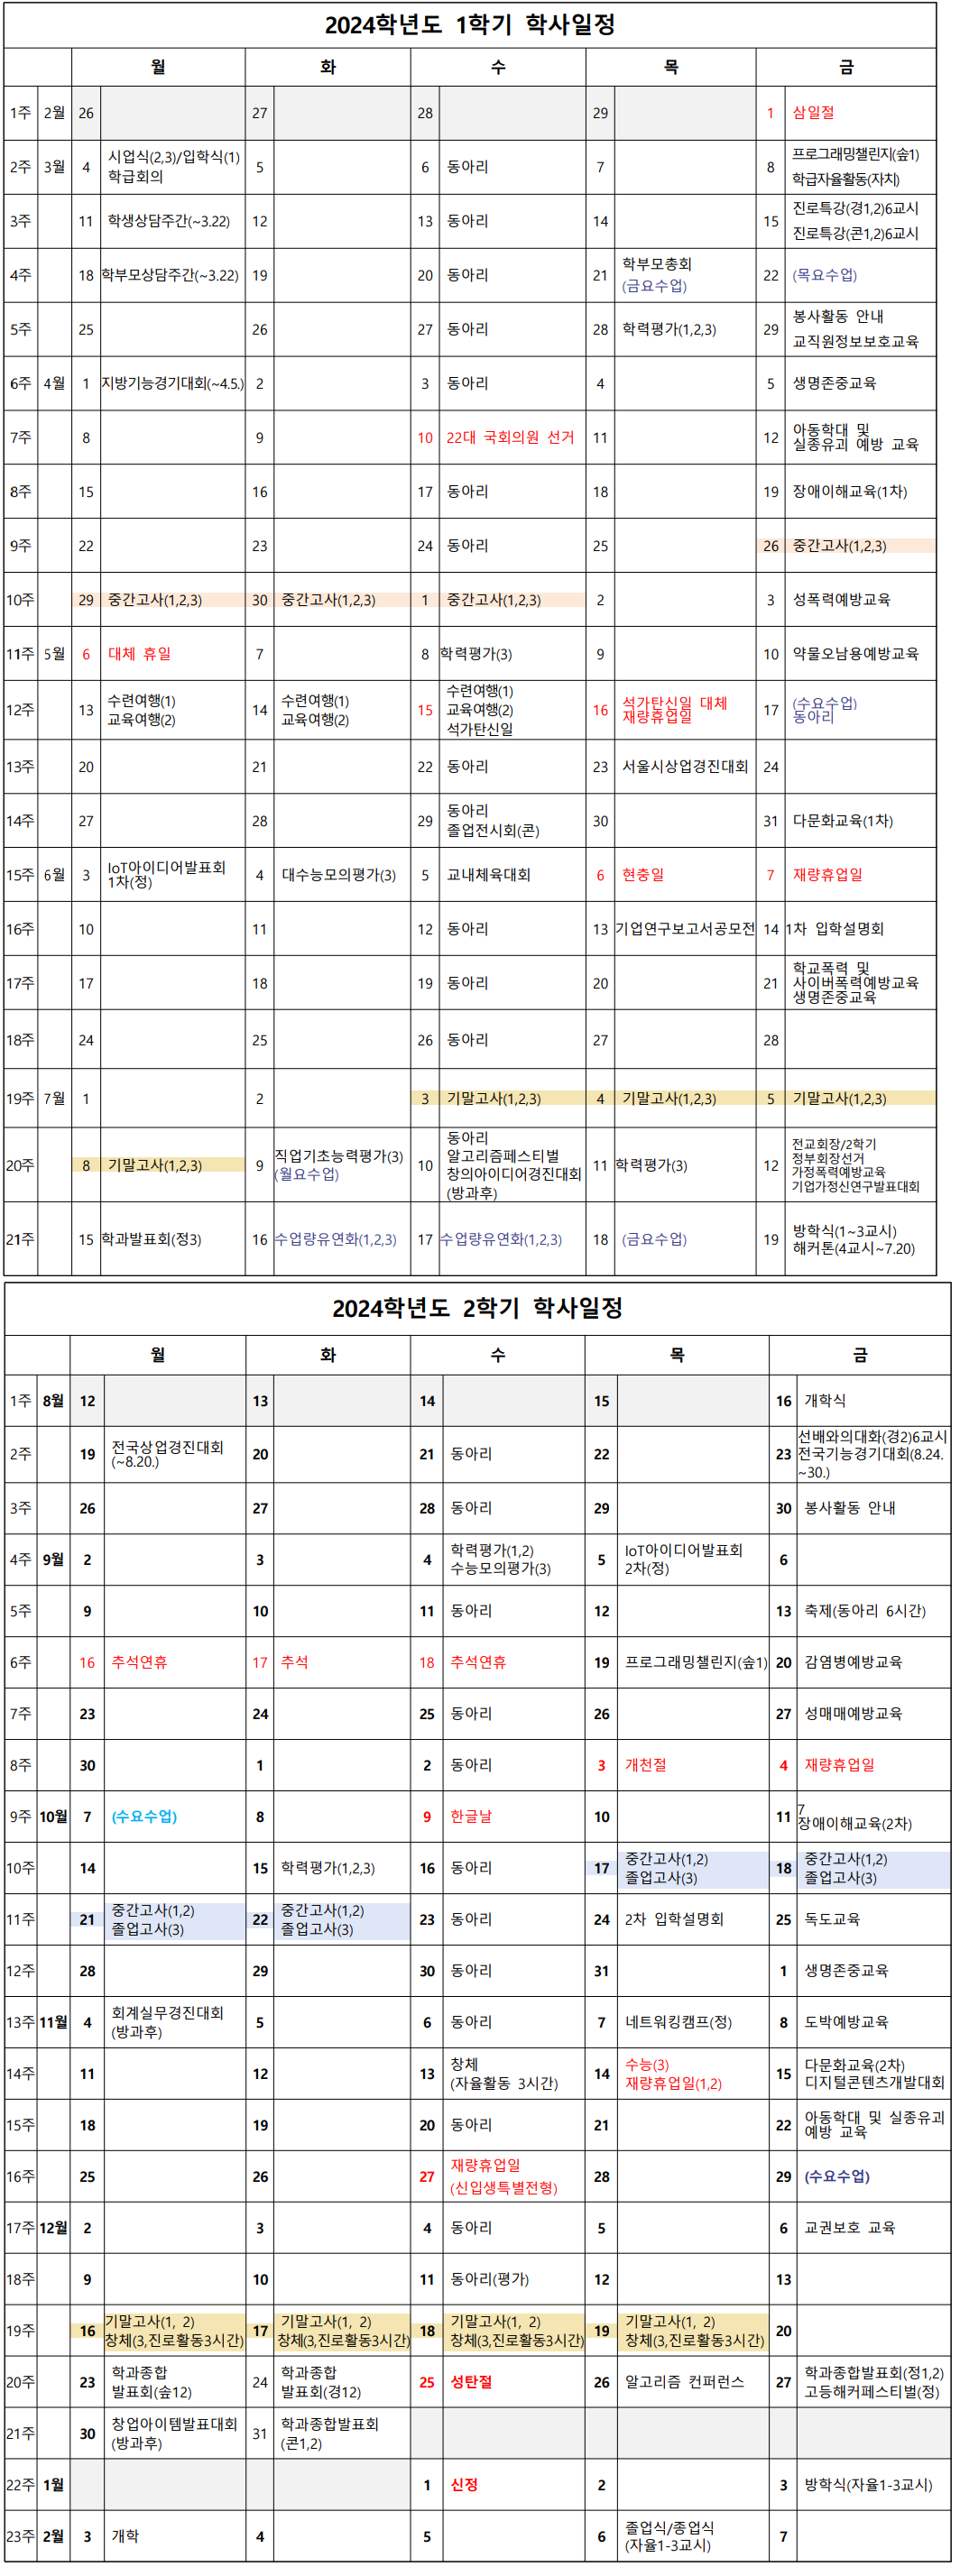 2024학년도 1학기 학사일정
월 화 수 목 금
1주 2월 26 27 28 29 1 삼일절
2주 3월 4 시업식(2,3)/입학식(1)
학급회의
5 6 동아리 7 8 프로그래밍챌린지(숲1)
학급자율활동(자치)
3주 11 학생상담주간(~3.22) 12 13 동아리 14 15 진로특강(경1,2)6교시
진로특강(콘1,2)6교시
4주 18 학부모상담주간(~3.22) 19 20 동아리 21 학부모총회
(금요수업)
22 (목요수업)
5주 25 26 27 동아리 28 학력평가(1,2,3) 29 봉사활동 안내
교직원정보보호교육
6주 4월 1 지방기능경기대회(~4.5.) 2 3 동아리 4 5 생명존중교육
7주 8 9 10 22대 국회의원 선거 11 12 아동학대 및
실종유괴 예방 교육
8주 15 16 17 동아리 18 19 장애이해교육(1차)
9주 22 23 24 동아리 25 26 중간고사(1,2,3)
10주 29 중간고사(1,2,3) 30 중간고사(1,2,3) 1 중간고사(1,2,3) 2 3 성폭력예방교육
11주 5월 6 대체 휴일 7 8 학력평가(3) 9 10 약물오남용예방교육
12주 13 수련여행(1)
교육여행(2)
14 수련여행(1)
교육여행(2)
15 수련여행(1)
교육여행(2)
석가탄신일
16 석가탄신일 대체
재량휴업일
17 (수요수업)
동아리
13주 20 21 22 동아리 23 서울시상업경진대회 24
14주 27 28 29 동아리
졸업전시회(콘)
30 31 다문화교육(1차)
15주 6월 3 IoT아이디어발표회
1차(정)
4 대수능모의평가(3) 5 교내체육대회 6 현충일 7 재량휴업일
16주 10 11 12 동아리 13 기업연구보고서공모전 14 1차 입학설명회
17주 17 18 19 동아리 20 21 학교폭력 및
사이버폭력예방교육
생명존중교육
18주 24 25 26 동아리 27 28
19주 7월 1 2 3 기말고사(1,2,3) 4 기말고사(1,2,3) 5 기말고사(1,2,3)
20주 8 기말고사(1,2,3) 9 직업기초능력평가(3)
(월요수업)
10 동아리
알고리즘페스티벌
창의아이디어경진대회
(방과후)
11 학력평가(3) 12 전교회장/2학기
정부회장선거
가정폭력예방교육
기업가정신연구발표대회
21주 15 학과발표회(정3) 16 수업량유연화(1,2,3) 17 수업량유연화(1,2,3) 18 (금요수업) 19 방학식(1~3교시)
해커톤(4교시~7.20)
2024학년도 2학기 학사일정
월 화 수 목 금
1주 8월 12 13 14 15 16 개학식
2주 19 전국상업경진대회
(~8.20.)
20 21 동아리 22 23 선배와의대화(경2)6교시
전국기능경기대회(8.24.
~30.)
3주 26 27 28 동아리 29 30 봉사활동 안내
4주 9월 2 3 4 학력평가(1,2)
수능모의평가(3)
5 IoT아이디어발표회
2차(정)
6
5주 9 10 11 동아리 12 13 축제(동아리 6시간)
6주 16 추석연휴 17 추석 18 추석연휴 19 프로그래밍챌린지(숲1) 20 감염병예방교육
7주 23 24 25 동아리 26 27 성매매예방교육
8주 30 1 2 동아리 3 개천절 4 재량휴업일
9주 10월 7 (수요수업) 8 9 한글날 10 11 7
장애이해교육(2차)
10주 14 15 학력평가(1,2,3) 16 동아리 17 중간고사(1,2)
졸업고사(3)
18 중간고사(1,2)
졸업고사(3)
11주 21 중간고사(1,2)
졸업고사(3)
22 중간고사(1,2)
졸업고사(3)
23 동아리 24 2차 입학설명회 25 독도교육
12주 28 29 30 동아리 31 1 생명존중교육
13주 11월 4 회계실무경진대회
(방과후)
5 6 동아리 7 네트워킹캠프(정) 8 도박예방교육
14주 11 12 13 창체
(자율활동 3시간)
14 수능(3)
재량휴업일(1,2)
15 다문화교육(2차)
디지털콘텐츠개발대회
15주 18 19 20 동아리 21 22 아동학대 및 실종유괴
예방 교육
16주 25 26 27 재량휴업일
(신입생특별전형)
28 29 (수요수업)
17주 12월 2 3 4 동아리 5 6 교권보호 교육
18주 9 10 11 동아리(평가) 12 13
19주 16 기말고사(1, 2)
창체(3,진로활동3시간)
17 기말고사(1, 2)
창체(3,진로활동3시간)
18 기말고사(1, 2)
창체(3,진로활동3시간)
19 기말고사(1, 2)
창체(3,진로활동3시간)
20
20주 23 학과종합
발표회(숲12)
24 학과종합
발표회(경12)
25 성탄절 26 알고리즘 컨퍼런스 27 학과종합발표회(정1,2)
고등해커페스티벌(정)
21주 30 창업아이템발표대회
(방과후)
31 학과종합발표회
(콘1,2)
22주 1월 1 신정 2 3 방학식(자율1-3교시)
23주 2월 3 개학 4 5 6 졸업식/종업식
(자율1-3교시)
7